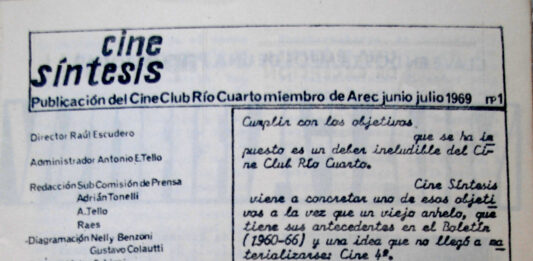 cine
síntesis
Publicación del Cine Club Río Cuarto miembro de Arec junio julio 1969 nº1
Director Raúl Escudero
Administrador Antonio E.Tello
Redacción Sub Comisión de Prensa
Adrián Tonelli
A.Tello
Raes
-Diagramación Nelly Benzoni
Gustavo Colautti
Cumplir con los objetivos
que se ha im
puesto es un deber ineludible del Ci
ne Club Río Cuarto.
Cine Síntesis
viene a concretar uno de esos objeti
vos a la vez que un viejo anhelo, que
tiene sus antecedentes en el Boletín
(1960-66) y una idea que no llegó a ma
terializarse: Cine 4º.